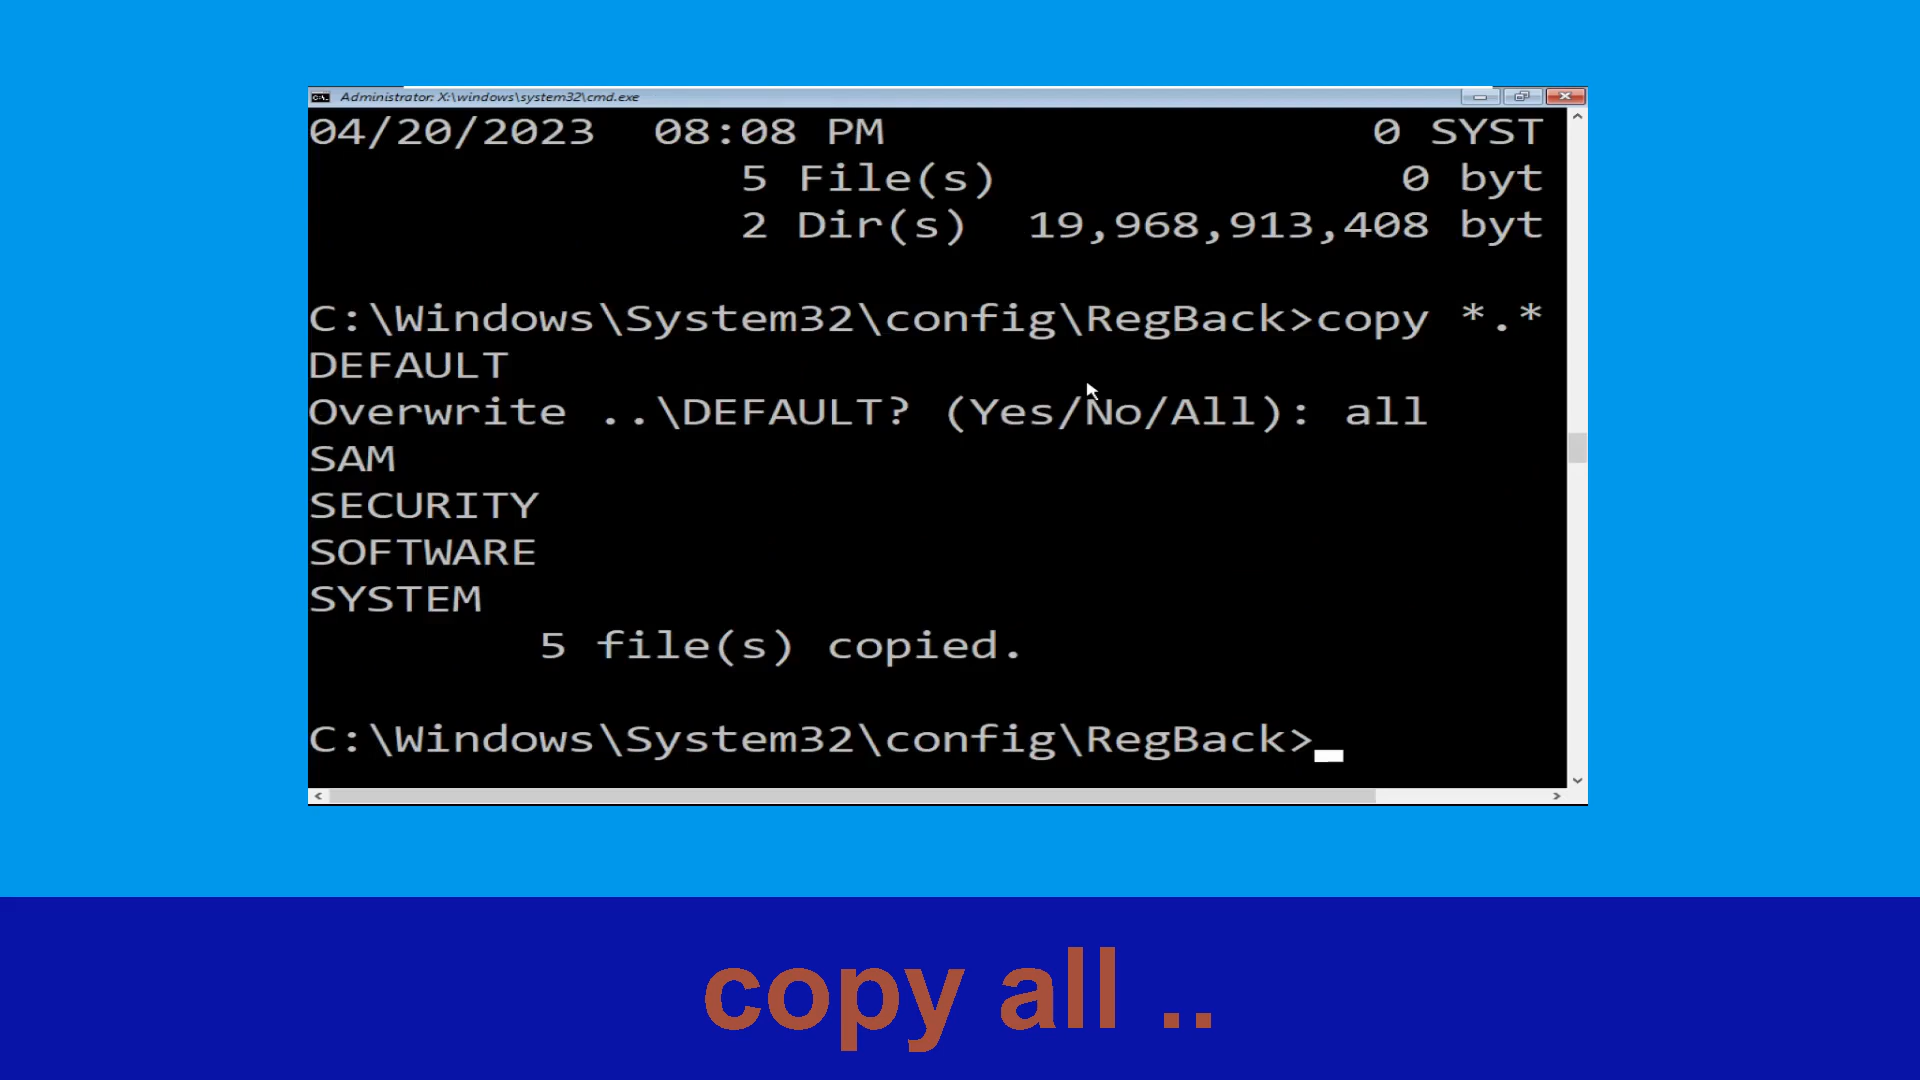 Administrator: X:\windows\system32\cmd.exe
04/20/2023  08:08 PM                 0 SYST
               5 File(s)              0 byt
               2 Dir(s)  19,968,913,408 byt
C:\Windows\System32\config\RegBack>copy *.*
DEFAULT
Overwrite ..\DEFAULT? (Yes/No/All): all
SAM
SECURITY
SOFTWARE
SYSTEM
        5 file(s) copied.
C:\Windows\System32\config\RegBack>
copy all ..